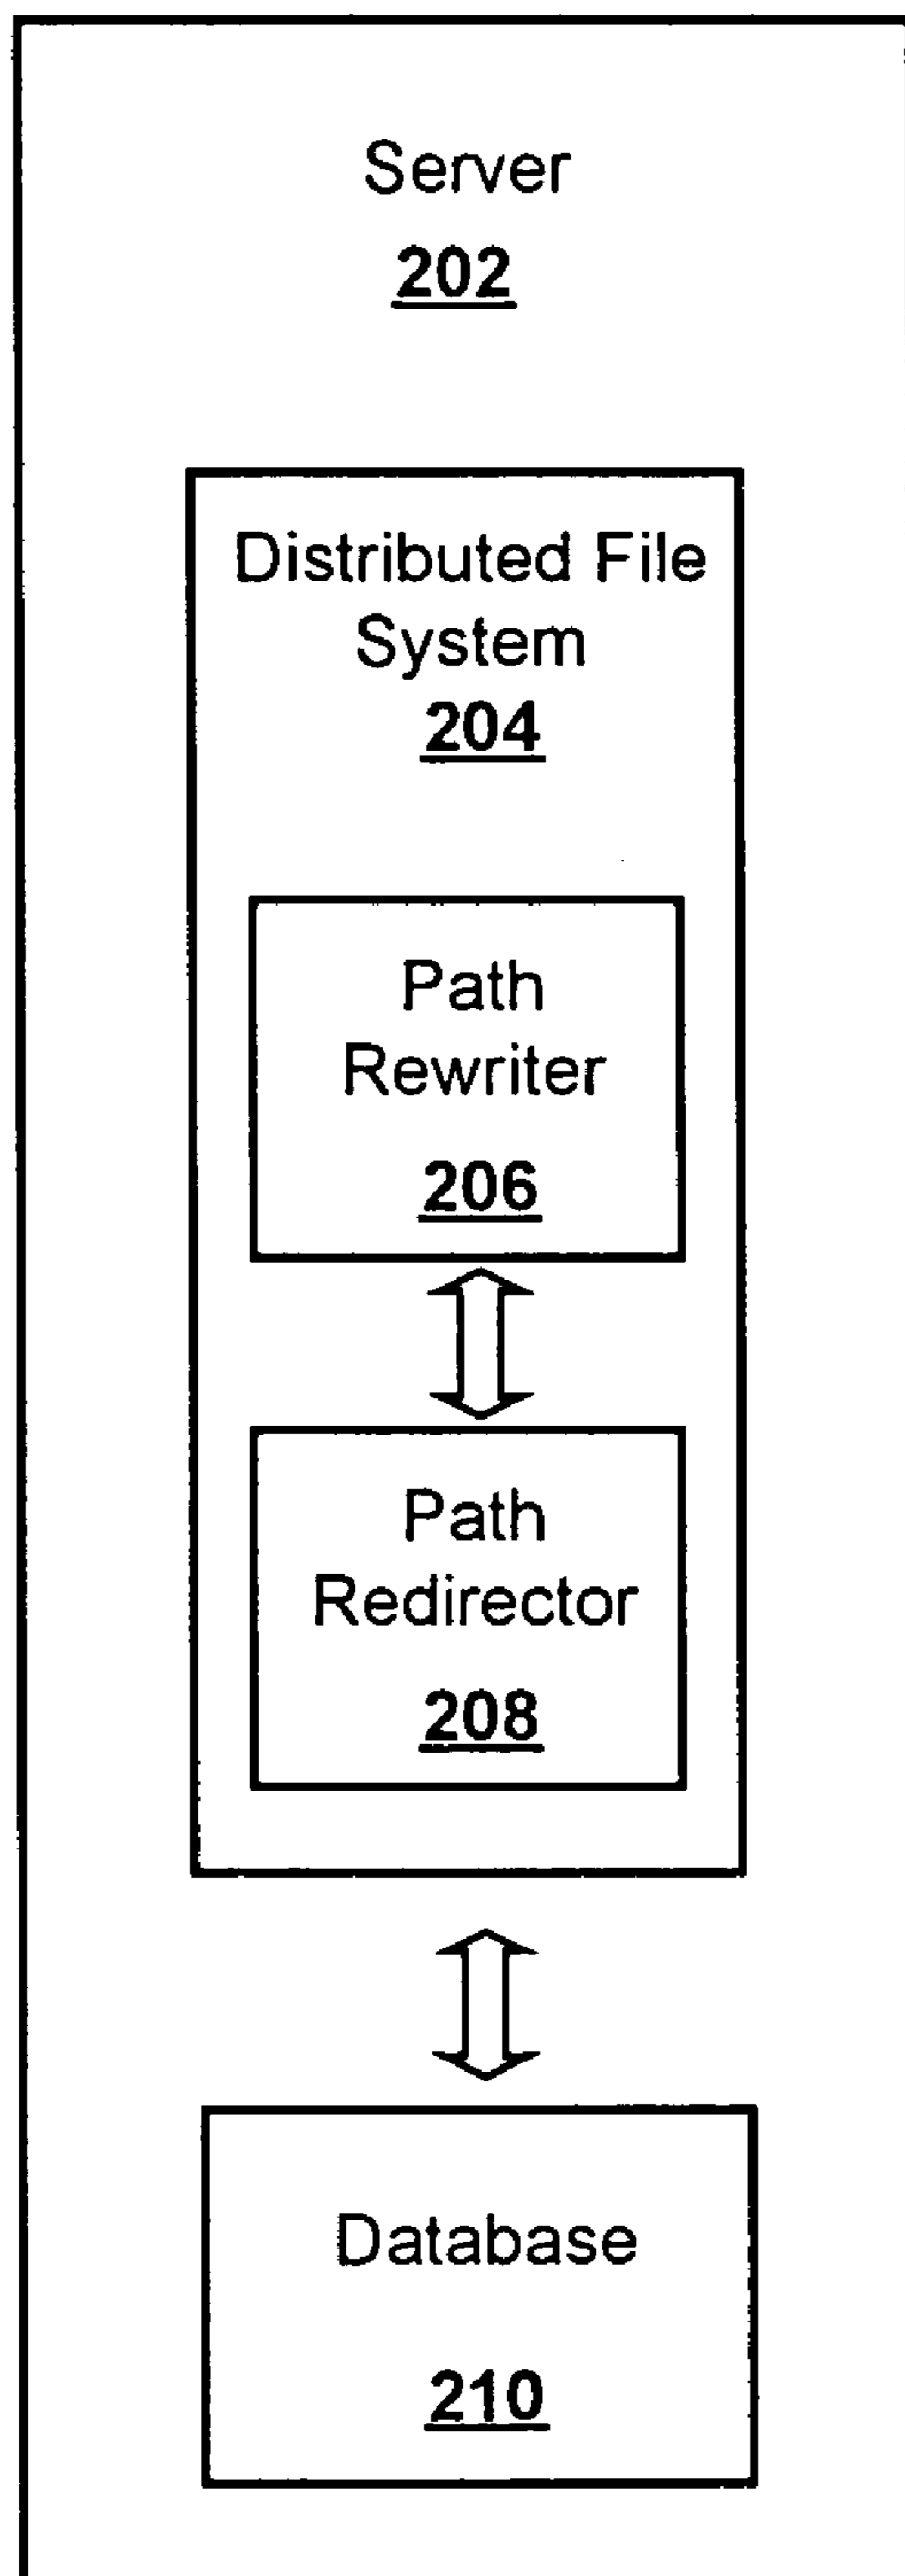 Server
202
Distributed File
System
204
Path
Rewriter
206
Path
Redirector
208
Database
210